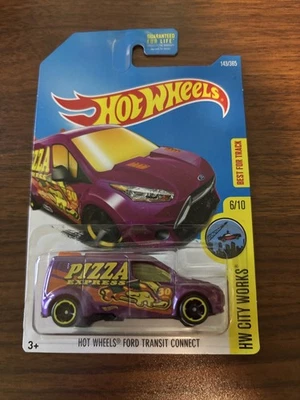 GUARANTEED
FOR LIFE
143/365
HOT WHEELS
BEST FOR TRACK
6/10
HW CITY WORKS
PIZZA
PIZZA
EXPRESS
3+
HOT WHEELS® FORD TRANSIT CONNECT